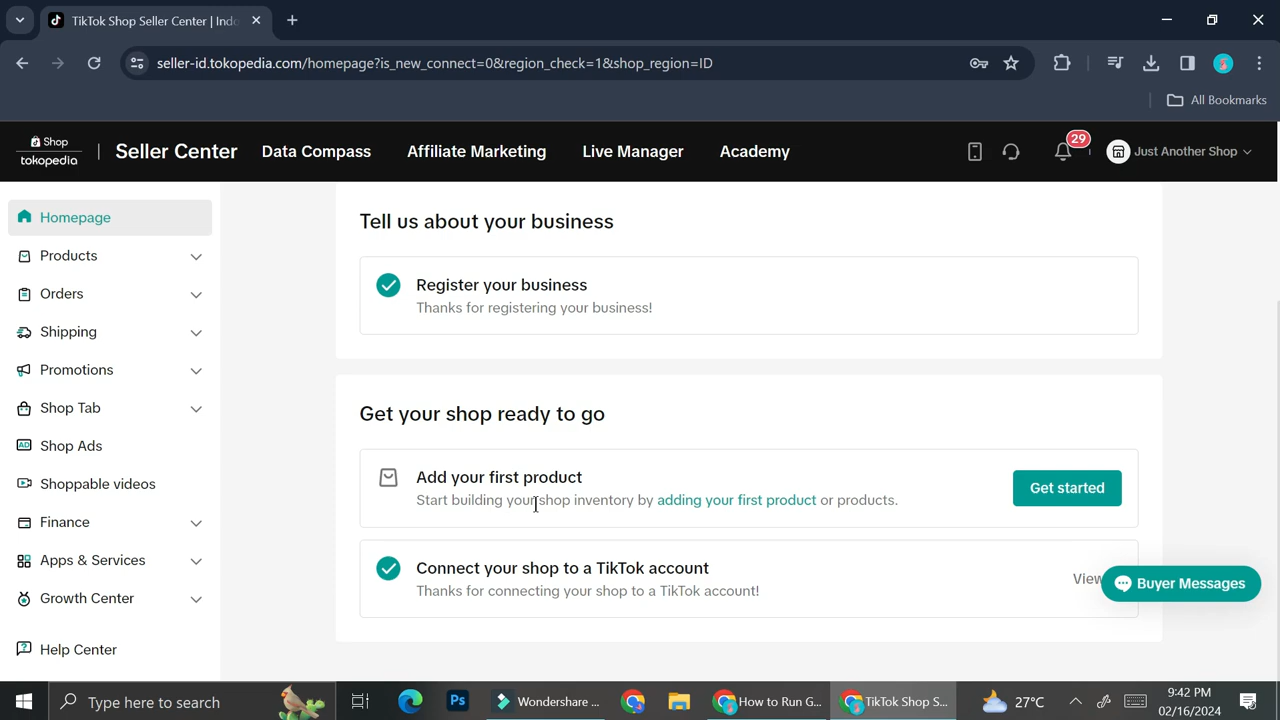 TikTok Shop Seller Center | Indo
seller-id.tokopedia.com/homepage?is_new_connect=0&region_check=1&shop_region=ID
All Bookmarks
Shop
tokopedia
Seller Center
Data Compass
Affiliate Marketing
Live Manager
Academy
29
Just Another Shop
Homepage
Products
Orders
Shipping
Promotions
Shop Tab
AD
Shop Ads
Shoppable videos
Finance
Apps & Services
Growth Center
Help Center
Tell us about your business
Register your business
Thanks for registering your business!
Get your shop ready to go
Add your first product
Start building your shop inventory by adding your first product or products.
Get started
Connect your shop to a TikTok account
Thanks for connecting your shop to a TikTok account!
View
Buyer Messages
Type here to search
Ps
Wondershare ...
How to Run G...
TikTok Shop S...
27°C
9:42 PM
02/16/2024